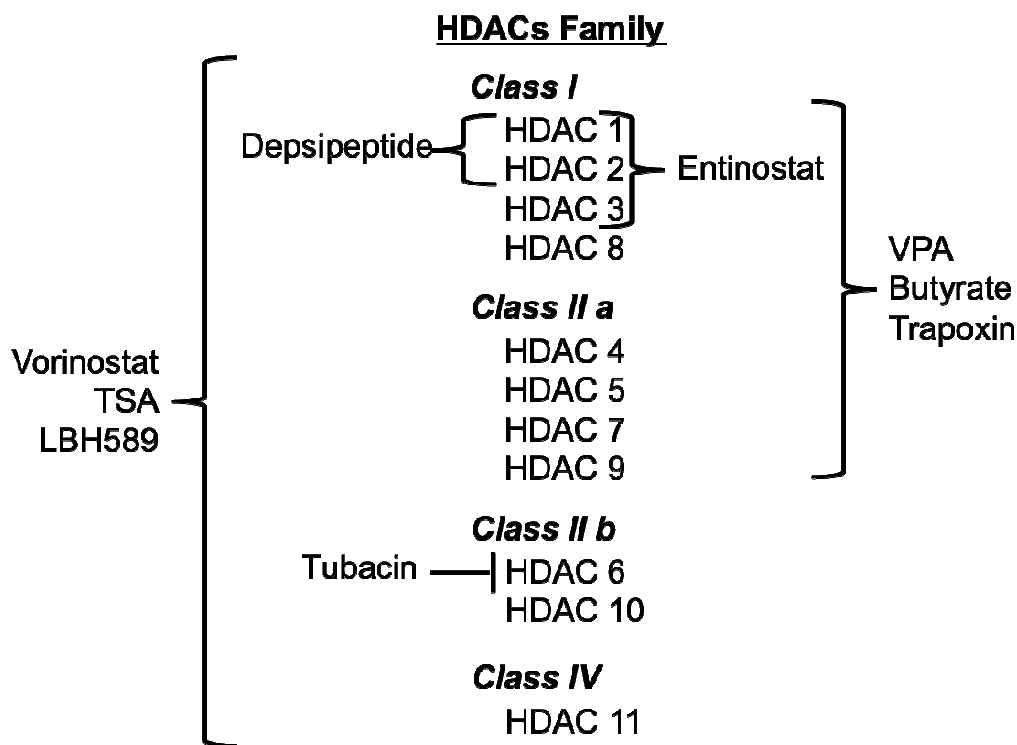 HDACs Family
Class I
HDAC 1
Depsipeptide
HDAC 2
Entinostat
HDAC 3
HDAC 8
VPA
Butyrate
Trapoxin
Class II a
HDAC 4
HDAC 5
HDAC 7
HDAC 9
Vorinostat
TSA
LBH589
Class II b
Tubacin
HDAC 6
HDAC 10
Class IV
HDAC 11